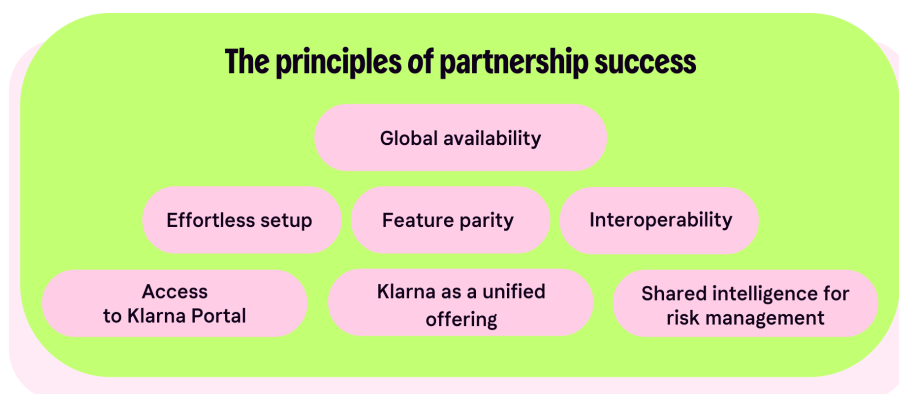 The principles of partnership success
Global availability
Effortless setup
Feature parity
Interoperability
Access
to Klarna Portal
Klarna as a unified
offering
Shared intelligence for
risk management